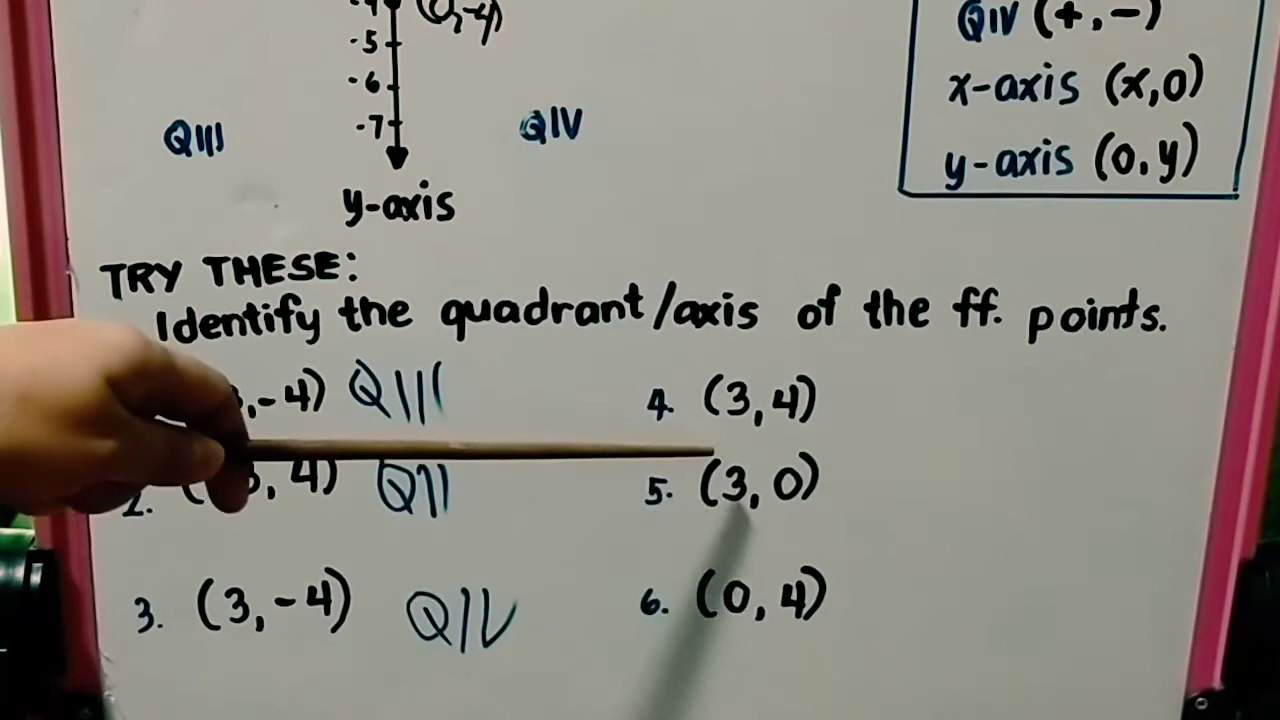 (0,-4)
-5
-6
-7
QIII
QIV
y-axis
QIV (+,-)
x-axis (x,0)
y-axis (0,y)
TRY THESE:
Identify the quadrant/axis of the ff. points.
,-4) QIII
2. ( , 4) QII
3. (3,-4) QIV
4. (3,4)
5. (3,0)
6. (0,4)